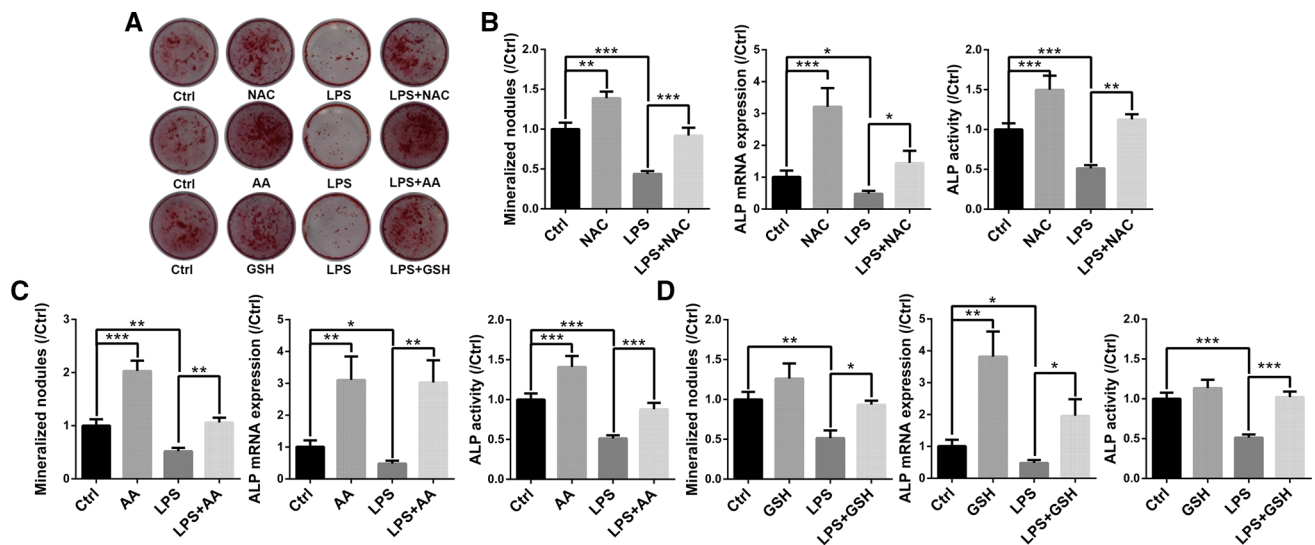 A
Ctrl NAC LPS LPS+NAC
Ctrl AA LPS LPS+AA
Ctrl GSH LPS LPS+GSH
B
Mineralized nodules (/Ctrl)
2.0
1.5
1.0
0.5
0.0
***
**
***
Ctrl NAC LPS LPS+NAC
ALP mRNA expression (/Ctrl)
5
4
3
2
1
0
*
***
*
Ctrl NAC LPS LPS+NAC
ALP activity (/Ctrl)
2.0
1.5
1.0
0.5
0.0
***
***
**
Ctrl NAC LPS LPS+NAC
C
Mineralized nodules (/Ctrl)
3
2
1
0
**
***
**
Ctrl AA LPS LPS+AA
ALP mRNA expression (/Ctrl)
5
4
3
2
1
0
*
**
**
Ctrl AA LPS LPS+AA
ALP activity (/Ctrl)
2.0
1.5
1.0
0.5
0.0
***
***
***
Ctrl AA LPS LPS+AA
D
Mineralized nodules (/Ctrl)
2.0
1.5
1.0
0.5
0.0
**
*
Ctrl GSH LPS LPS+GSH
ALP mRNA expression (/Ctrl)
5
4
3
2
1
0
*
**
*
Ctrl GSH LPS LPS+GSH
ALP activity (/Ctrl)
2.0
1.5
1.0
0.5
0.0
***
***
Ctrl GSH LPS LPS+GSH